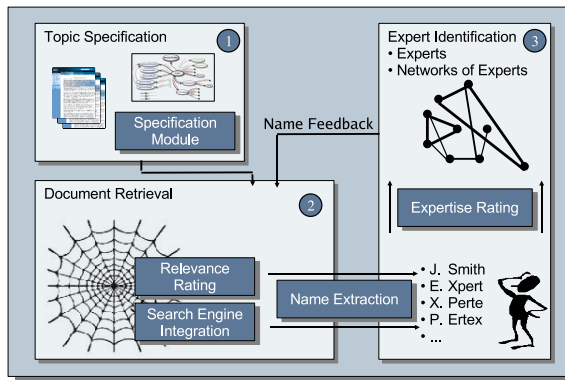 Topic Specification
1
Specification
Module
Name Feedback
Document Retrieval
2
Relevance
Rating
Search Engine
Integration
Name Extraction
Expert Identification
3
• Experts
• Networks of Experts
Expertise Rating
• J. Smith
• E. Xpert
• X. Perte
• P. Ertex
• ...